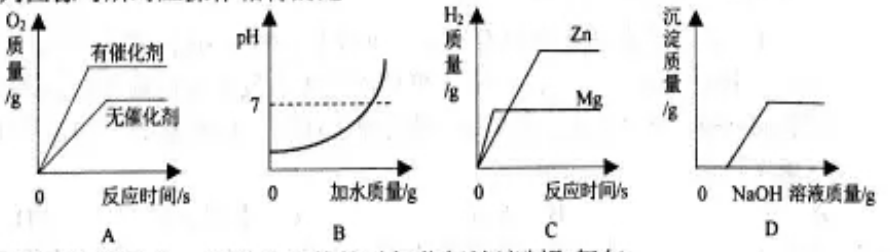 O₂
质
量
/g
有催化剂
无催化剂
0
反应时间/s
A
pH
7
0
加水质量/g
B
H₂
质
量
/g
Zn
Mg
0
反应时间/s
C
沉
淀
质
量
/g
0
NaOH 溶液质量/g
D